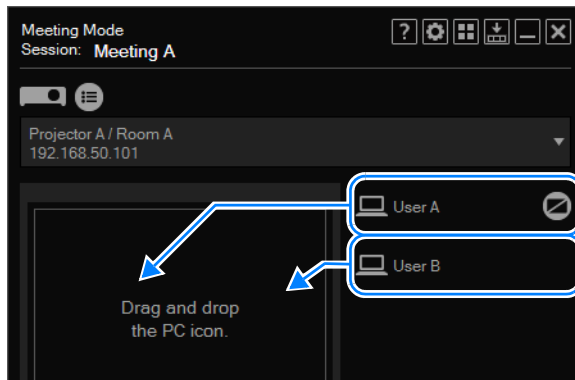 Meeting Mode
Session: Meeting A
?
Projector A / Room A
192.168.50.101
User A
User B
Drag and drop
the PC icon.